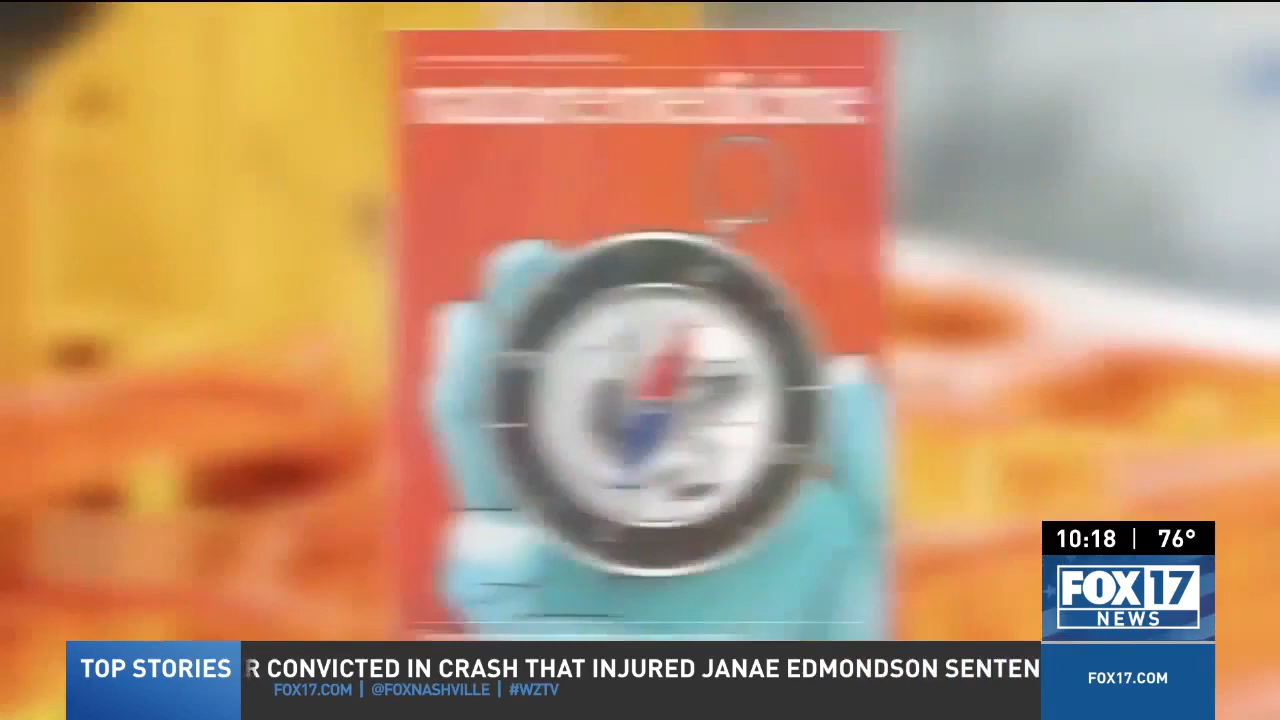 10:18 | 76°
FOX 17
NEWS
TOP STORIES
R CONVICTED IN CRASH THAT INJURED JANAE EDMONDSON SENTEN
FOX17.COM | @FOXNASHVILLE | #WZTV
FOX17.COM